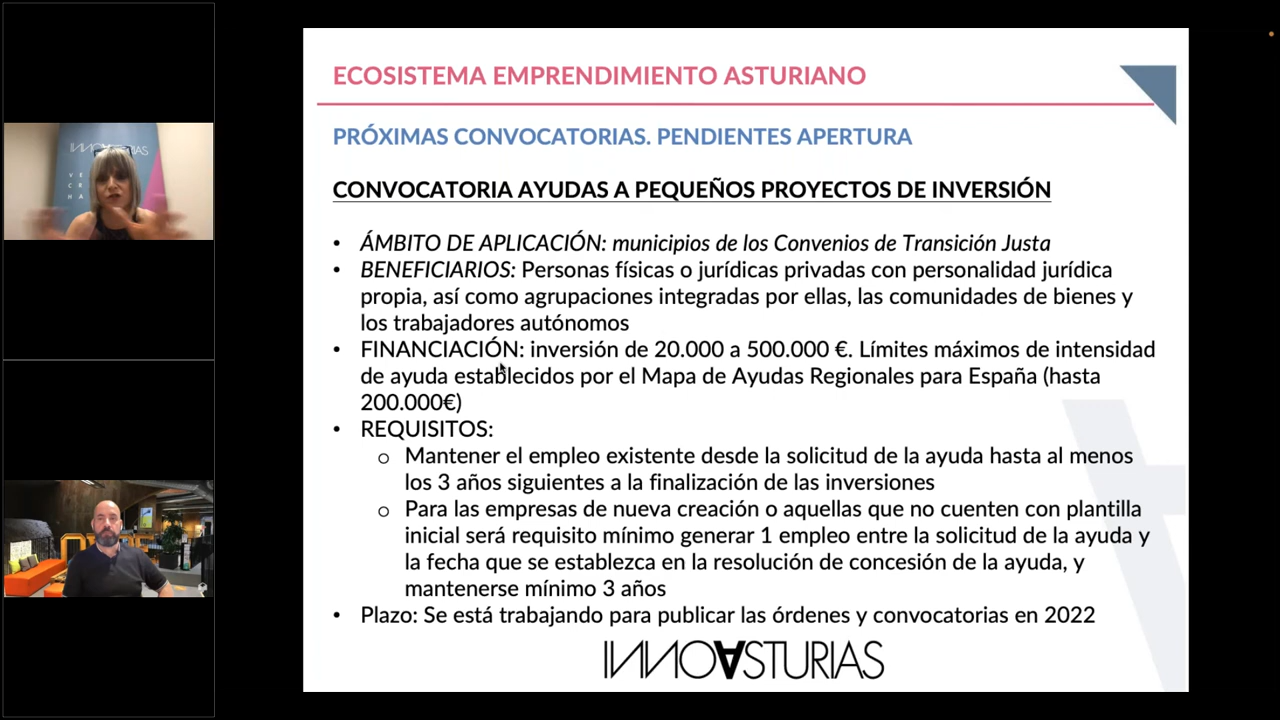 ECOSISTEMA EMPRENDIMIENTO ASTURIANO
PRÓXIMAS CONVOCATORIAS. PENDIENTES APERTURA
CONVOCATORIA AYUDAS A PEQUEÑOS PROYECTOS DE INVERSIÓN
• ÁMBITO DE APLICACIÓN: municipios de los Convenios de Transición Justa
• BENEFICIARIOS: Personas físicas o jurídicas privadas con personalidad jurídica
propia, así como agrupaciones integradas por ellas, las comunidades de bienes y
los trabajadores autónomos
• FINANCIACIÓN: inversión de 20.000 a 500.000 €. Límites máximos de intensidad
de ayuda establecidos por el Mapa de Ayudas Regionales para España (hasta
200.000€)
• REQUISITOS:
o Mantener el empleo existente desde la solicitud de la ayuda hasta al menos
los 3 años siguientes a la finalización de las inversiones
o Para las empresas de nueva creación o aquellas que no cuenten con plantilla
inicial será requisito mínimo generar 1 empleo entre la solicitud de la ayuda y
la fecha que se establezca en la resolución de concesión de la ayuda, y
mantenerse mínimo 3 años
• Plazo: Se está trabajando para publicar las órdenes y convocatorias en 2022
INNOASTURIAS